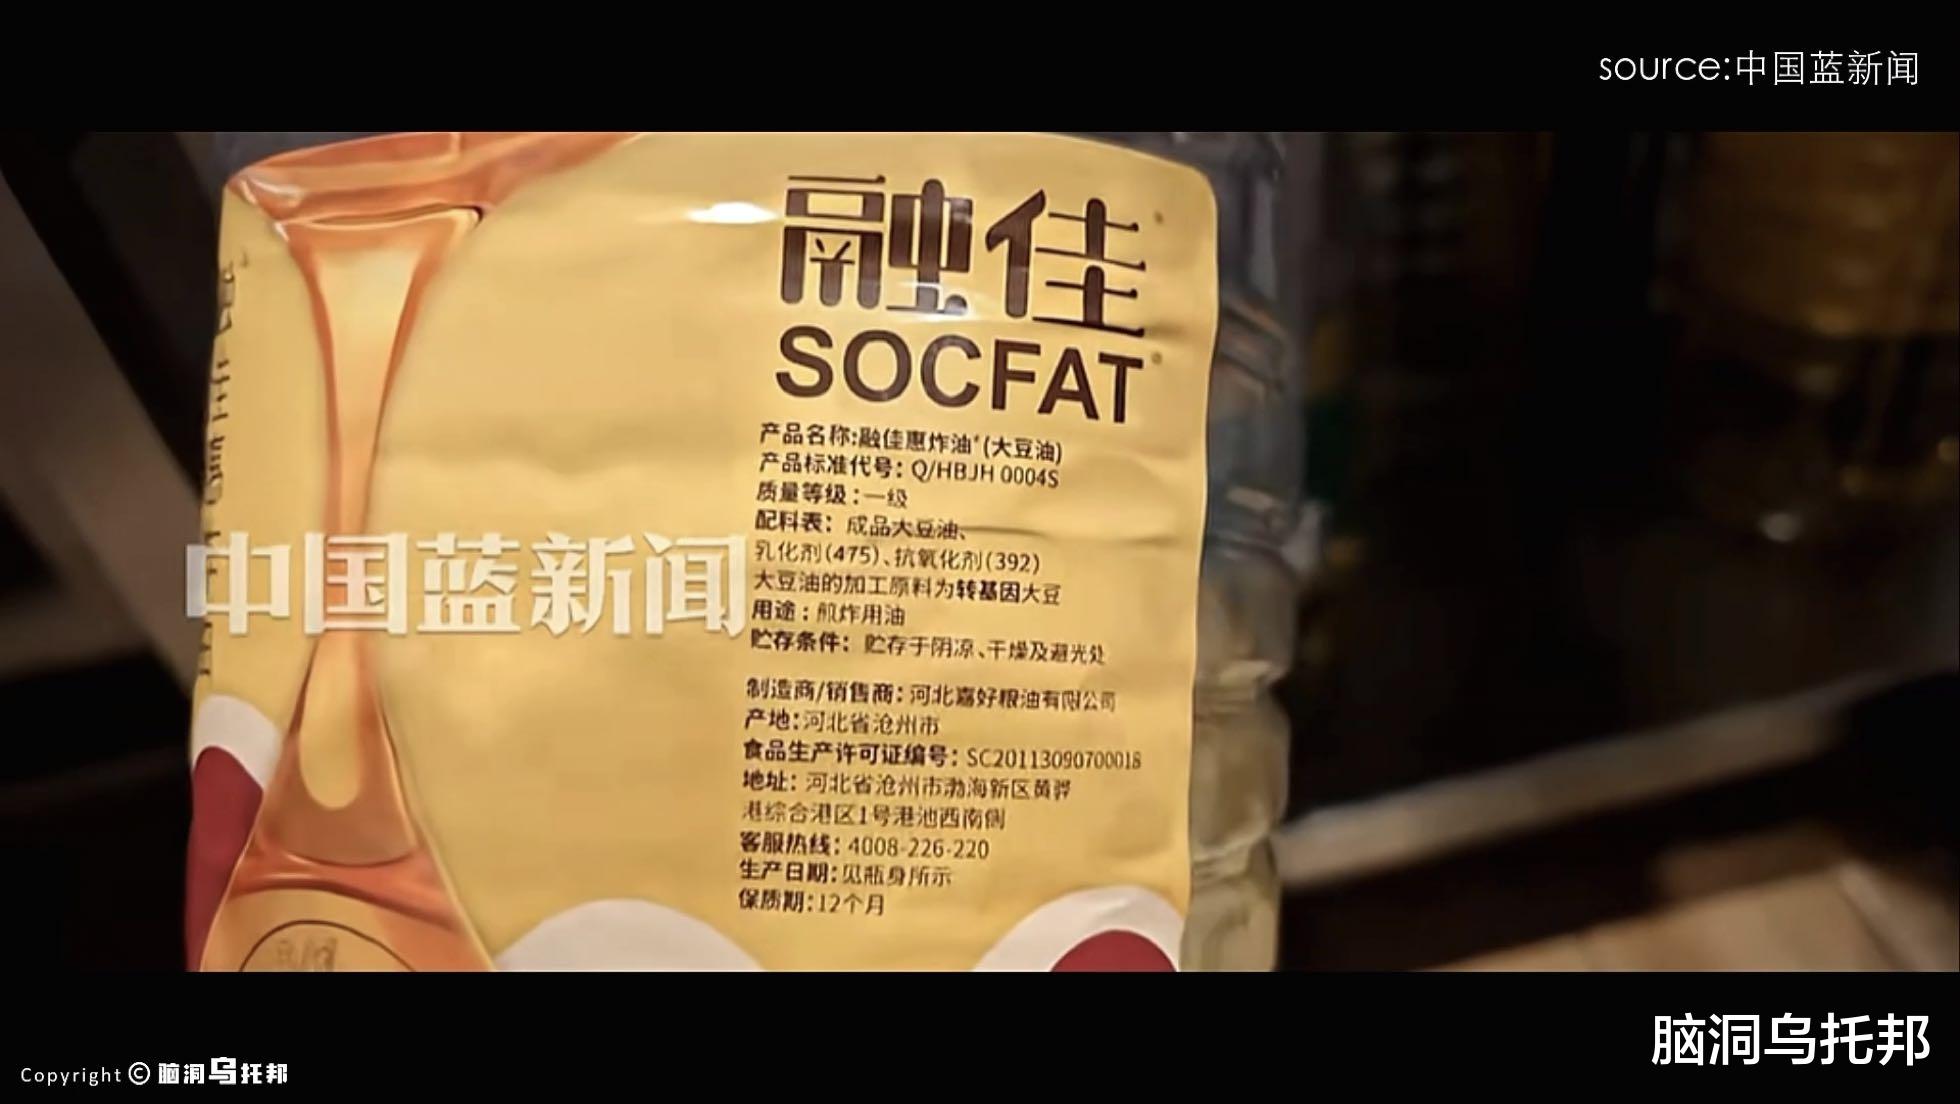 source:中国蓝新闻
融佳
SOCFAT
产品名称:融佳惠炸油*(大豆油)
产品标准代号: Q/HBJH 0004S
质量等级:一级
配料表: 成品大豆油、
乳化剂(475)、抗氧化剂(392)
大豆油的加工原料为转基因大豆
用途:煎炸用油
贮存条件: 贮存于阴凉、干燥及避光处
中国蓝新闻
制造商/销售商:河北嘉好粮油有限公司
产地:河北省沧州市
食品生产许可证编号: SC20113090700018
地址: 河北省沧州市渤海新区黄骅
港综合港区1号港池西南侧
客服热线: 4008-226-220
生产日期:见瓶身所示
保质期:12个月
脑洞乌托邦
Copyright © 脑洞乌托邦